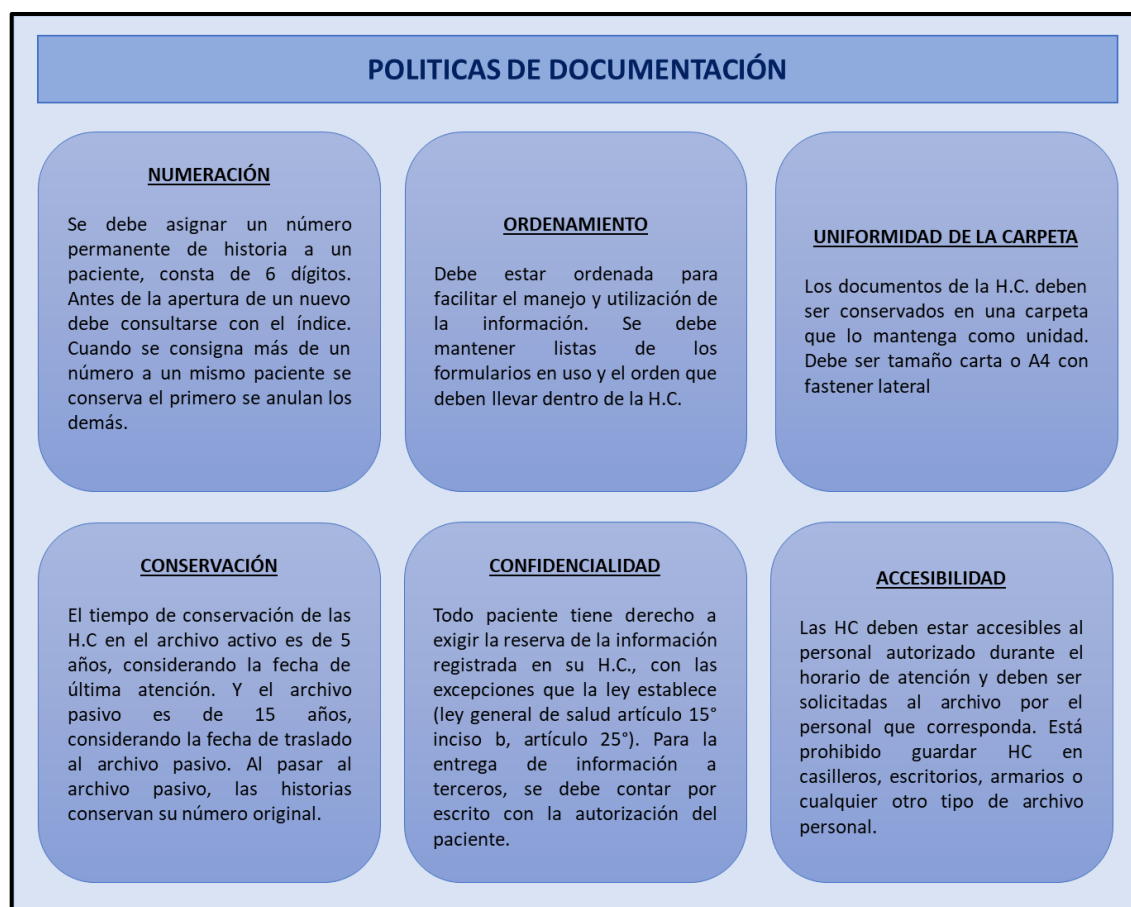 POLITICAS DE DOCUMENTACIÓN
NUMERACIÓN
Se debe asignar un número
permanente de historia a un
paciente, consta de 6 dígitos.
Antes de la apertura de un nuevo
debe consultarse con el índice.
Cuando se consigna más de un
número a un mismo paciente se
conserva el primero se anulan los
demás.
ORDENAMIENTO
Debe estar ordenada para
facilitar el manejo y utilización de
la información. Se debe
mantener listas de los
formularios en uso y el orden que
deben llevar dentro de la H.C.
UNIFORMIDAD DE LA CARPETA
Los documentos de la H.C. deben
ser conservados en una carpeta
que lo mantenga como unidad.
Debe ser tamaño carta o A4 con
fastener lateral
CONSERVACIÓN
El tiempo de conservación de las
H.C en el archivo activo es de 5
años, considerando la fecha de
última atención. Y el archivo
pasivo es de 15 años,
considerando la fecha de traslado
al archivo pasivo. Al pasar al
archivo pasivo, las historias
conservan su número original.
CONFIDENCIALIDAD
Todo paciente tiene derecho a
exigir la reserva de la información
registrada en su H.C., con las
excepciones que la ley establece
(ley general de salud artículo 15°
inciso b, artículo 25°). Para la
entrega de información a
terceros, se debe contar por
escrito con la autorización del
paciente.
ACCESIBILIDAD
Las HC deben estar accesibles al
personal autorizado durante el
horario de atención y deben ser
solicitadas al archivo por el
personal que corresponda. Está
prohibido guardar HC en
casilleros, escritorios, armarios o
cualquier otro tipo de archivo
personal.